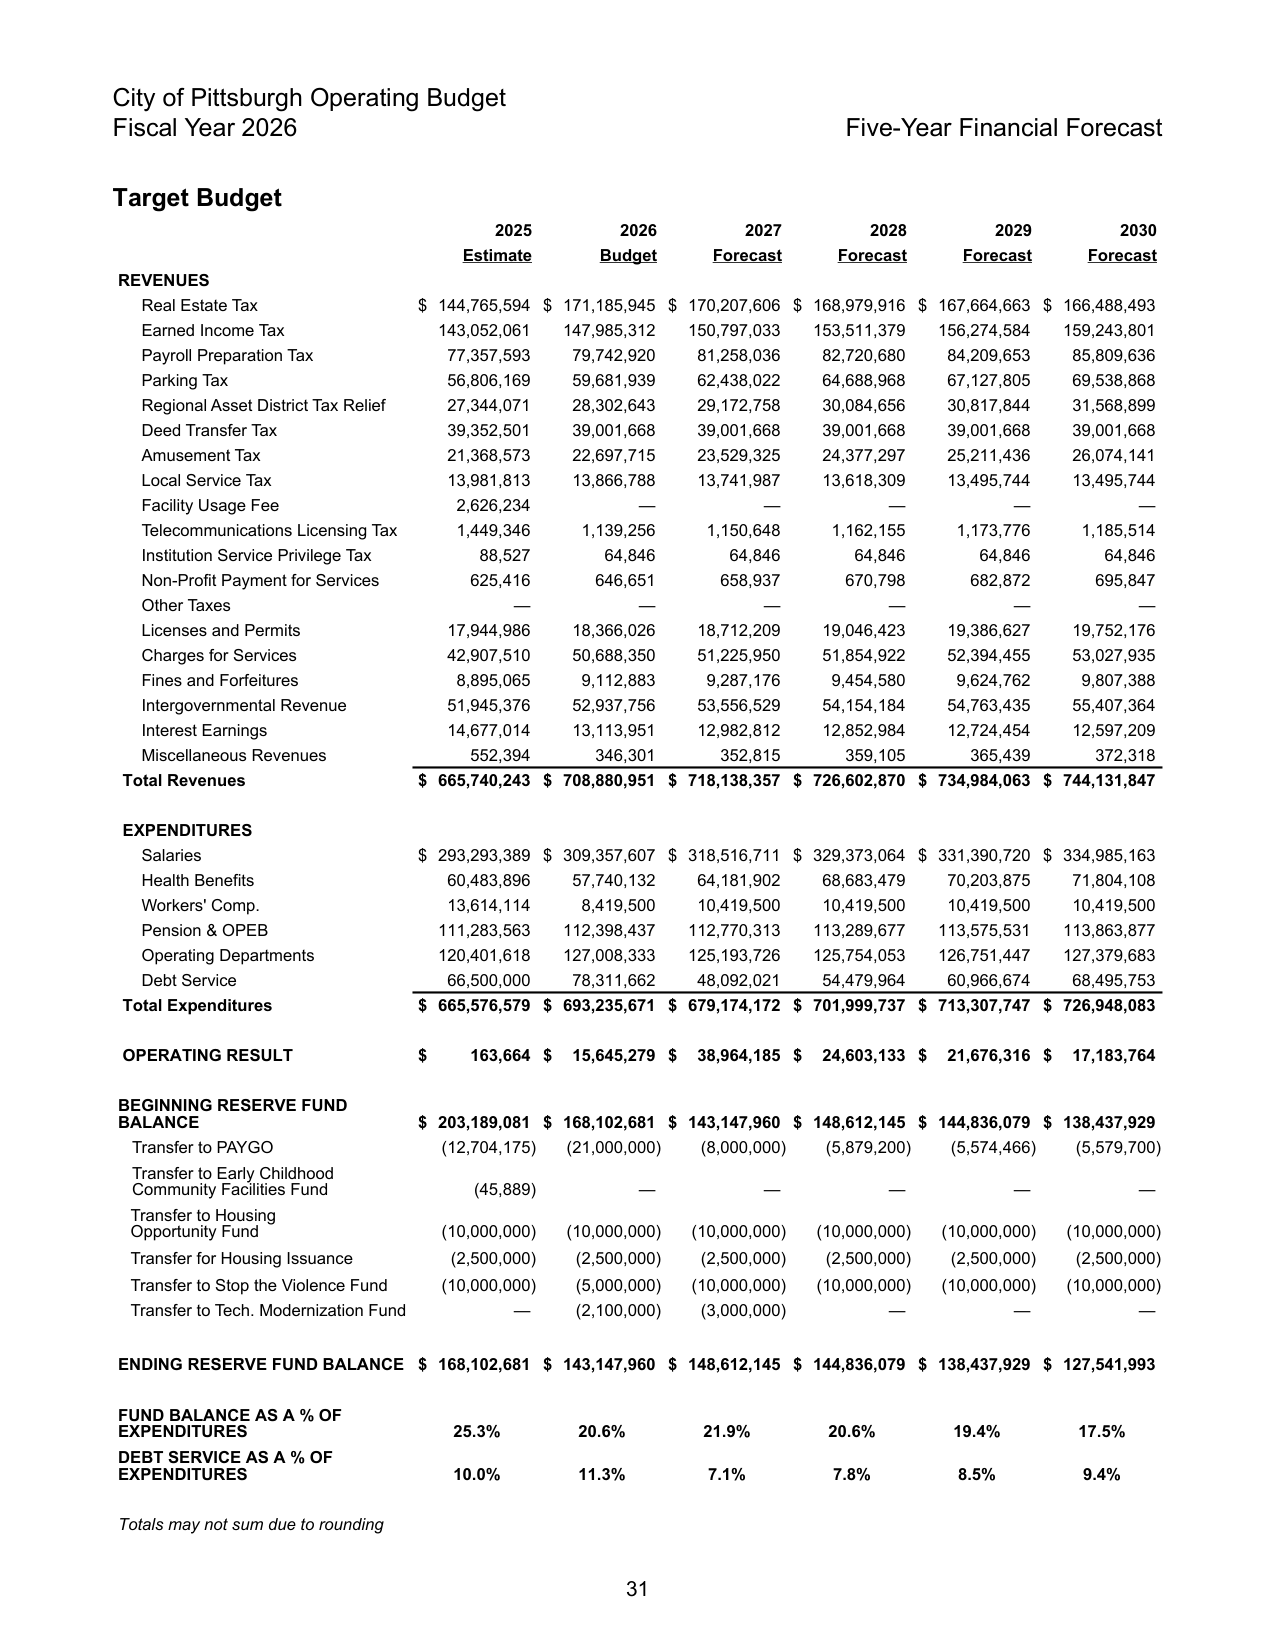 City of Pittsburgh Operating Budget
Fiscal Year 2026 Five-Year Financial Forecast
Target Budget
2025 2026 2027 2028 2029 2030
Estimate Budget Forecast Forecast Forecast Forecast
REVENUES
Real Estate Tax $ 144,765,594 $ 171,185,945 $ 170,207,606 $ 168,979,916 $ 167,664,663 $ 166,488,493
Earned Income Tax 143,052,061 147,985,312 150,797,033 153,511,379 156,274,584 159,243,801
Payroll Preparation Tax 77,357,593 79,742,920 81,258,036 82,720,680 84,209,653 85,809,636
Parking Tax 56,806,169 59,681,939 62,438,022 64,688,968 67,127,805 69,538,868
Regional Asset District Tax Relief 27,344,071 28,302,643 29,172,758 30,084,656 30,817,844 31,568,899
Deed Transfer Tax 39,352,501 39,001,668 39,001,668 39,001,668 39,001,668 39,001,668
Amusement Tax 21,368,573 22,697,715 23,529,325 24,377,297 25,211,436 26,074,141
Local Service Tax 13,981,813 13,866,788 13,741,987 13,618,309 13,495,744 13,495,744
Facility Usage Fee 2,626,234 — — — — —
Telecommunications Licensing Tax 1,449,346 1,139,256 1,150,648 1,162,155 1,173,776 1,185,514
Institution Service Privilege Tax 88,527 64,846 64,846 64,846 64,846 64,846
Non-Profit Payment for Services 625,416 646,651 658,937 670,798 682,872 695,847
Other Taxes — — — — — —
Licenses and Permits 17,944,986 18,366,026 18,712,209 19,046,423 19,386,627 19,752,176
Charges for Services 42,907,510 50,688,350 51,225,950 51,854,922 52,394,455 53,027,935
Fines and Forfeitures 8,895,065 9,112,883 9,287,176 9,454,580 9,624,762 9,807,388
Intergovernmental Revenue 51,945,376 52,937,756 53,556,529 54,154,184 54,763,435 55,407,364
Interest Earnings 14,677,014 13,113,951 12,982,812 12,852,984 12,724,454 12,597,209
Miscellaneous Revenues 552,394 346,301 352,815 359,105 365,439 372,318
Total Revenues $ 665,740,243 $ 708,880,951 $ 718,138,357 $ 726,602,870 $ 734,984,063 $ 744,131,847
EXPENDITURES
Salaries $ 293,293,389 $ 309,357,607 $ 318,516,711 $ 329,373,064 $ 331,390,720 $ 334,985,163
Health Benefits 60,483,896 57,740,132 64,181,902 68,683,479 70,203,875 71,804,108
Workers' Comp. 13,614,114 8,419,500 10,419,500 10,419,500 10,419,500 10,419,500
Pension & OPEB 111,283,563 112,398,437 112,770,313 113,289,677 113,575,531 113,863,877
Operating Departments 120,401,618 127,008,333 125,193,726 125,754,053 126,751,447 127,379,683
Debt Service 66,500,000 78,311,662 48,092,021 54,479,964 60,966,674 68,495,753
Total Expenditures $ 665,576,579 $ 693,235,671 $ 679,174,172 $ 701,999,737 $ 713,307,747 $ 726,948,083
OPERATING RESULT $ 163,664 $ 15,645,279 $ 38,964,185 $ 24,603,133 $ 21,676,316 $ 17,183,764
BEGINNING RESERVE FUND
BALANCE $ 203,189,081 $ 168,102,681 $ 143,147,960 $ 148,612,145 $ 144,836,079 $ 138,437,929
Transfer to PAYGO (12,704,175) (21,000,000) (8,000,000) (5,879,200) (5,574,466) (5,579,700)
Transfer to Early Childhood
Community Facilities Fund (45,889) — — — — —
Transfer to Housing
Opportunity Fund (10,000,000) (10,000,000) (10,000,000) (10,000,000) (10,000,000) (10,000,000)
Transfer for Housing Issuance (2,500,000) (2,500,000) (2,500,000) (2,500,000) (2,500,000) (2,500,000)
Transfer to Stop the Violence Fund (10,000,000) (5,000,000) (10,000,000) (10,000,000) (10,000,000) (10,000,000)
Transfer to Tech. Modernization Fund — (2,100,000) (3,000,000) — — —
ENDING RESERVE FUND BALANCE $ 168,102,681 $ 143,147,960 $ 148,612,145 $ 144,836,079 $ 138,437,929 $ 127,541,993
FUND BALANCE AS A % OF
EXPENDITURES 25.3% 20.6% 21.9% 20.6% 19.4% 17.5%
DEBT SERVICE AS A % OF
EXPENDITURES 10.0% 11.3% 7.1% 7.8% 8.5% 9.4%
Totals may not sum due to rounding
31